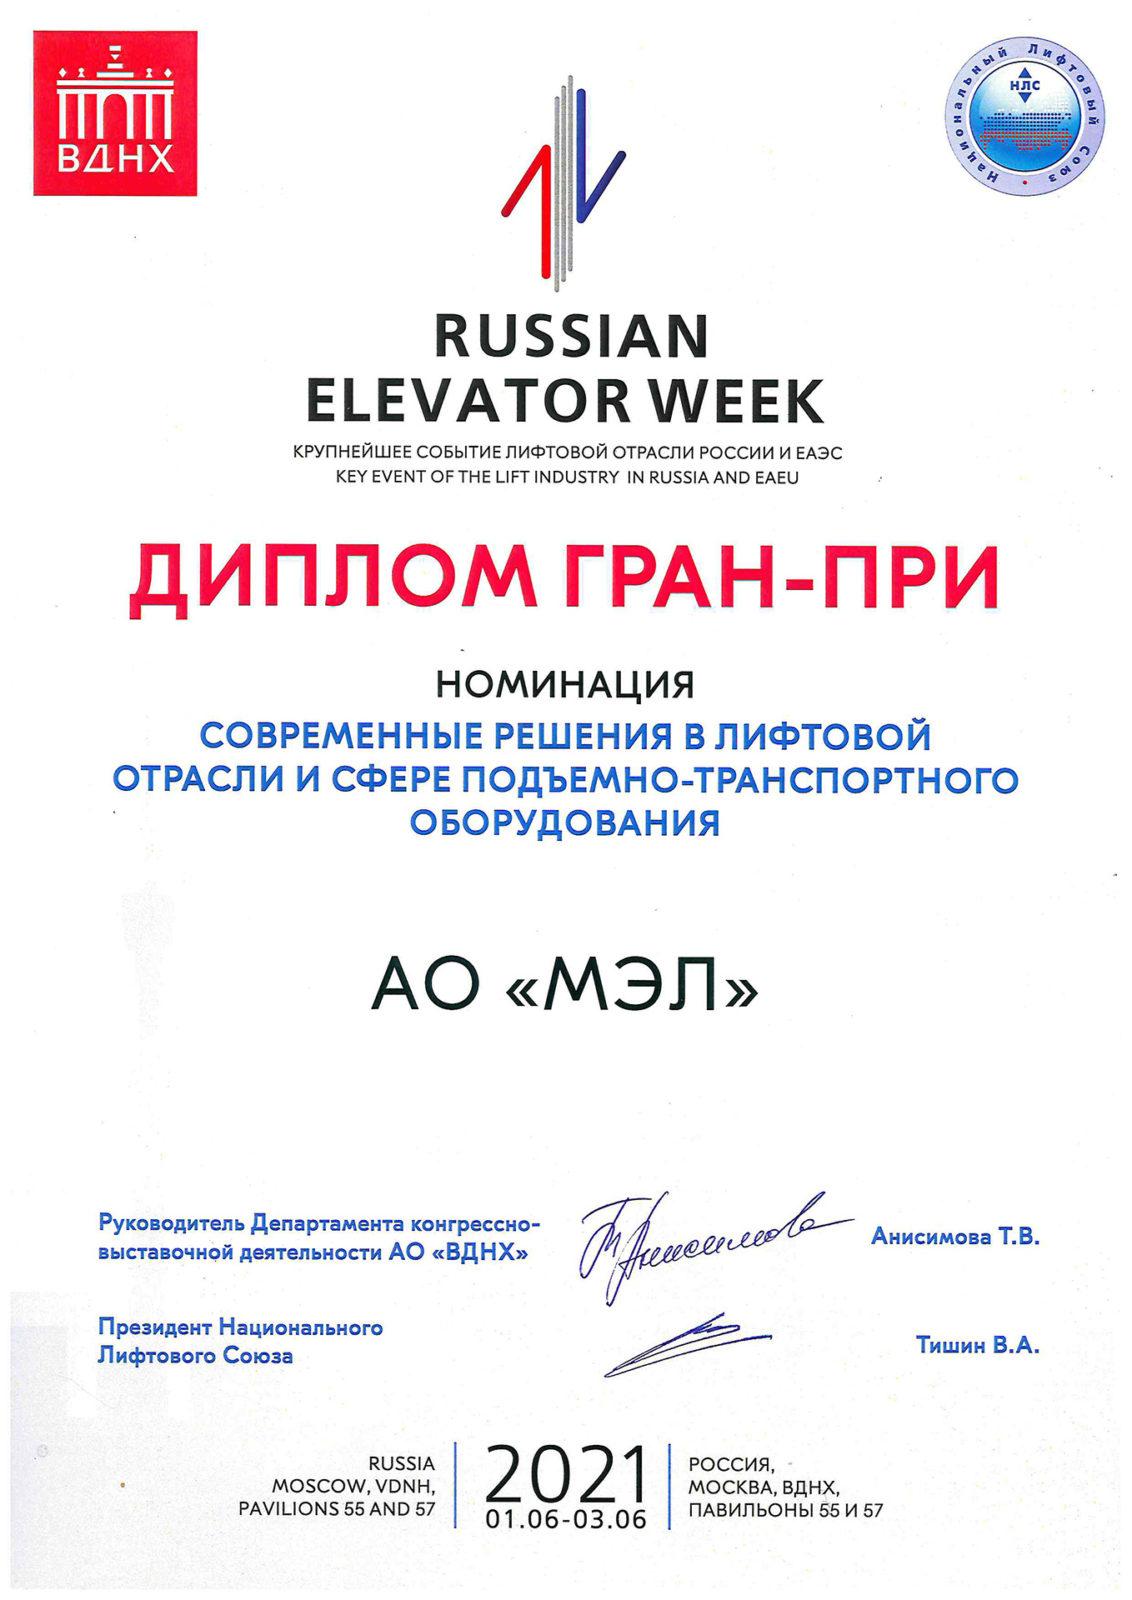 ВДНХ
Национальный Лифтовый Союз
НЛС
RUSSIAN
ELEVATOR WEEK
КРУПНЕЙШЕЕ СОБЫТИЕ ЛИФТОВОЙ ОТРАСЛИ РОССИИ И ЕАЭС
KEY EVENT OF THE LIFT INDUSTRY IN RUSSIA AND EAEU
ДИПЛОМ ГРАН-ПРИ
НОМИНАЦИЯ
СОВРЕМЕННЫЕ РЕШЕНИЯ В ЛИФТОВОЙ
ОТРАСЛИ И СФЕРЕ ПОДЪЕМНО-ТРАНСПОРТНОГО
ОБОРУДОВАНИЯ
АО «МЭЛ»
Руководитель Департамента конгрессно-
выставочной деятельности АО «ВДНХ»
Т Анисимова
Анисимова Т.В.
Президент Национального
Лифтового Союза
Тишин В.А.
RUSSIA
MOSCOW, VDNH,
PAVILIONS 55 AND 57
2021
01.06-03.06
РОССИЯ,
МОСКВА, ВДНХ,
ПАВИЛЬОНЫ 55 И 57